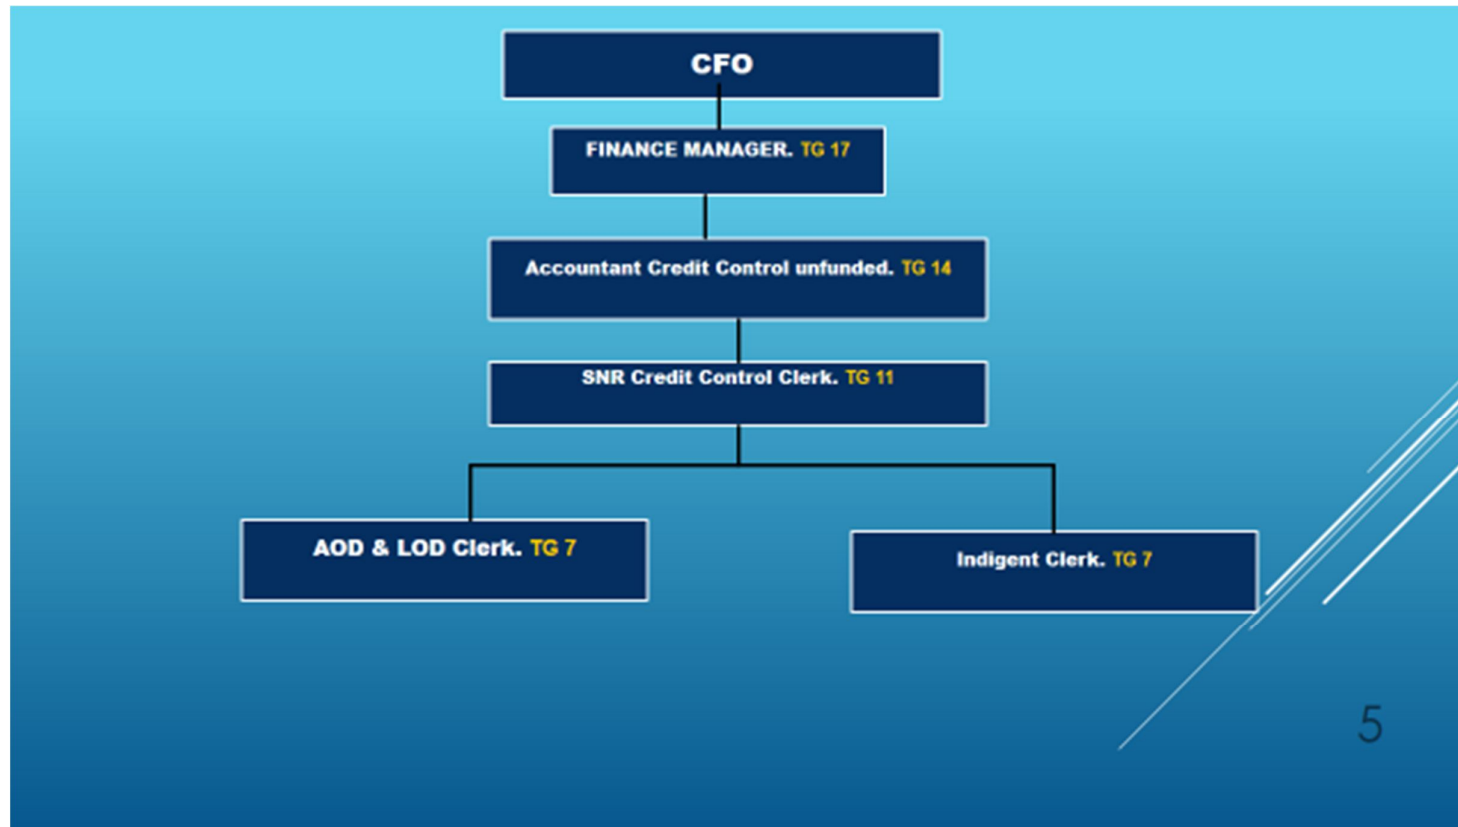 CFO
FINANCE MANAGER. TG 17
Accountant Credit Control unfunded. TG 14
SNR Credit Control Clerk. TG 11
AOD & LOD Clerk. TG 7
Indigent Clerk. TG 7
5